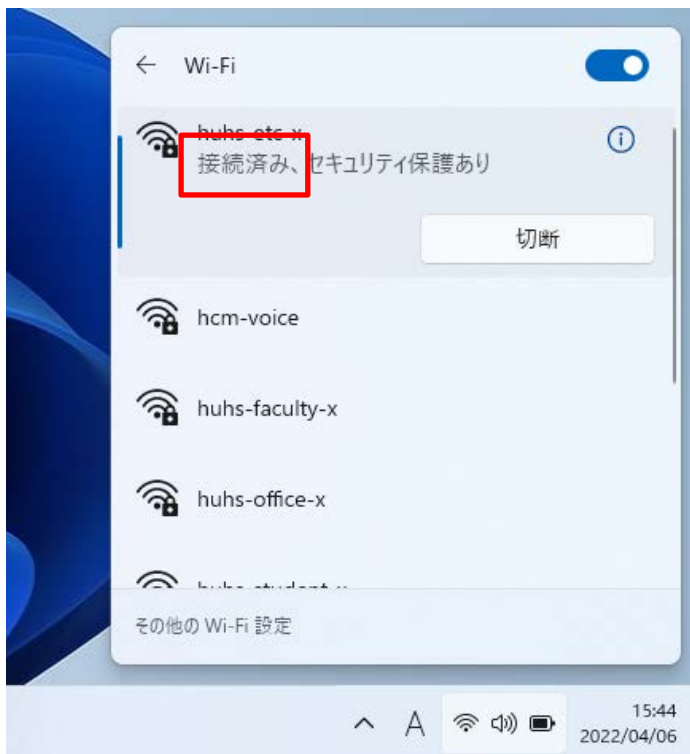 Wi-Fi
huhs-etc-x
接続済み、セキュリティ保護あり
切断
hcm-voice
huhs-faculty-x
huhs-office-x
huhs-student-x
その他の Wi-Fi 設定
A
15:44
2022/04/06